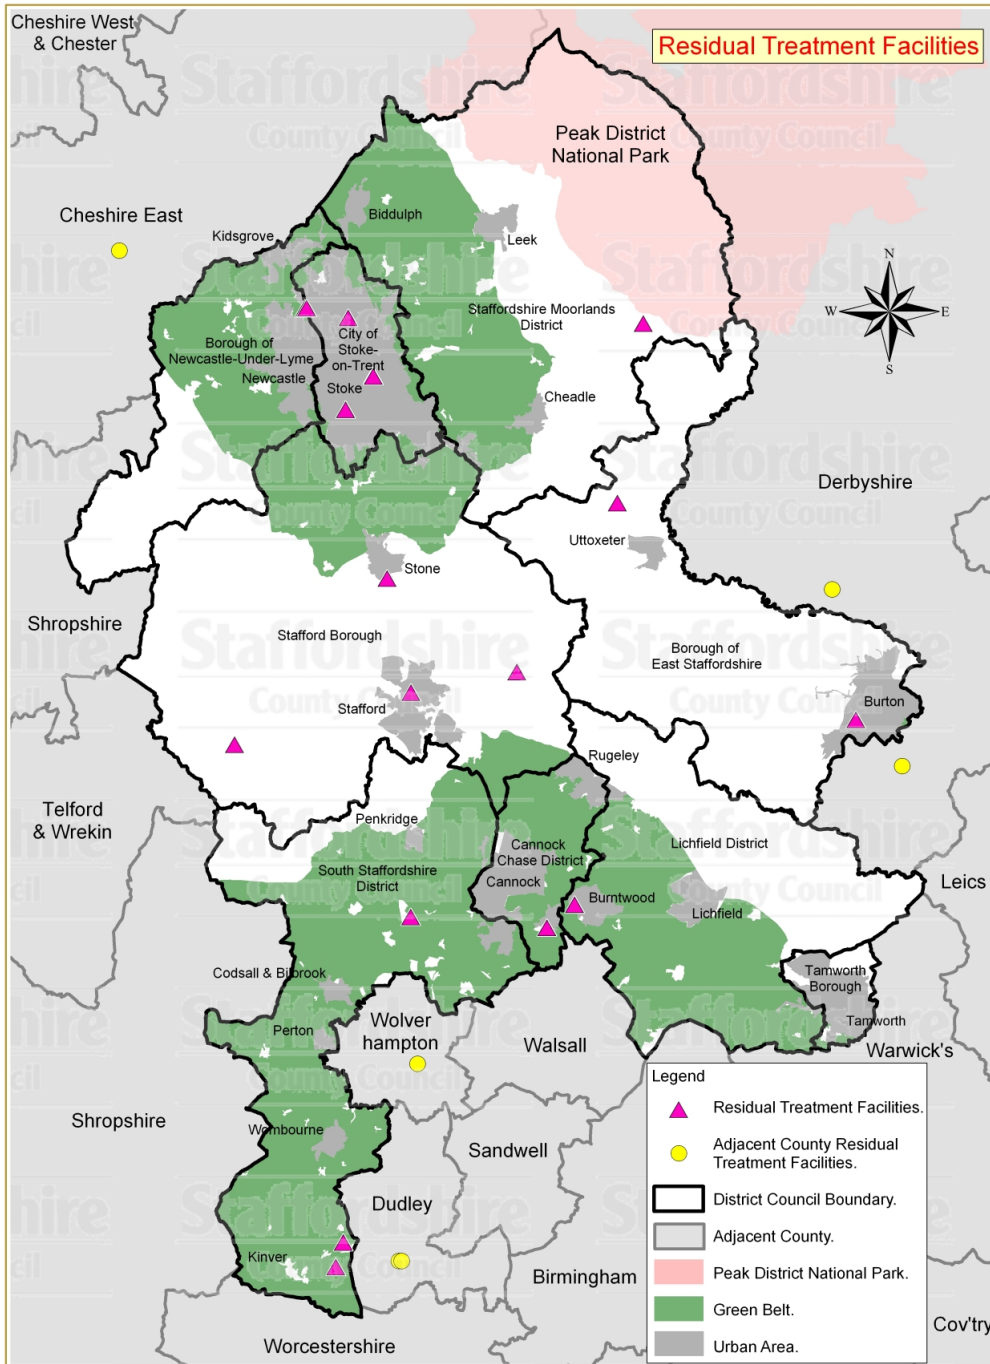 Cheshire West
& Chester
Residual Treatment Facilities
Peak District
National Park
Cheshire East
Biddulph
Kidsgrove
Leek
N
W
E
S
Staffordshire Moorlands
District
Borough of
Newcastle-Under-Lyme
Newcastle
City of
Stoke-
on-Trent
Stoke
Cheadle
Derbyshire
Uttoxeter
Stone
Shropshire
Stafford Borough
Borough of
East Staffordshire
Stafford
Burton
Rugeley
Telford
& Wrekin
Penkridge
Cannock
Chase District
Lichfield District
South Staffordshire
District
Cannock
Burntwood
Lichfield
Leics
Codsall & Bilbrook
Tamworth
Borough
Perton
Wolver
hampton
Walsall
Tamworth
Warwick's
Shropshire
Wombourne
Sandwell
Dudley
Kinver
Birmingham
Worcestershire
Cov'try
Legend
Residual Treatment Facilities.
Adjacent County Residual
Treatment Facilities.
District Council Boundary.
Adjacent County.
Peak District National Park.
Green Belt.
Urban Area.
Staffordshire
County Council